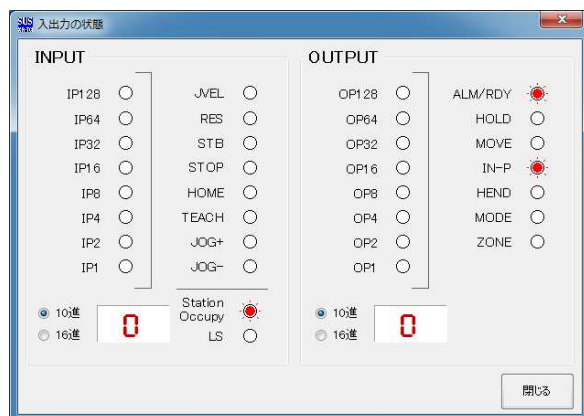 SUS
XA-10
入出力の状態
INPUT
IP128
IP64
IP32
IP16
IP8
IP4
IP2
IP1
JVEL
RES
STB
STOP
HOME
TEACH
JOG+
JOG-
10進
16進
0
Station
Occupy
LS
OUTPUT
OP128
OP64
OP32
OP16
OP8
OP4
OP2
OP1
ALM/RDY
HOLD
MOVE
IN-P
HEND
MODE
ZONE
10進
16進
0
閉じる